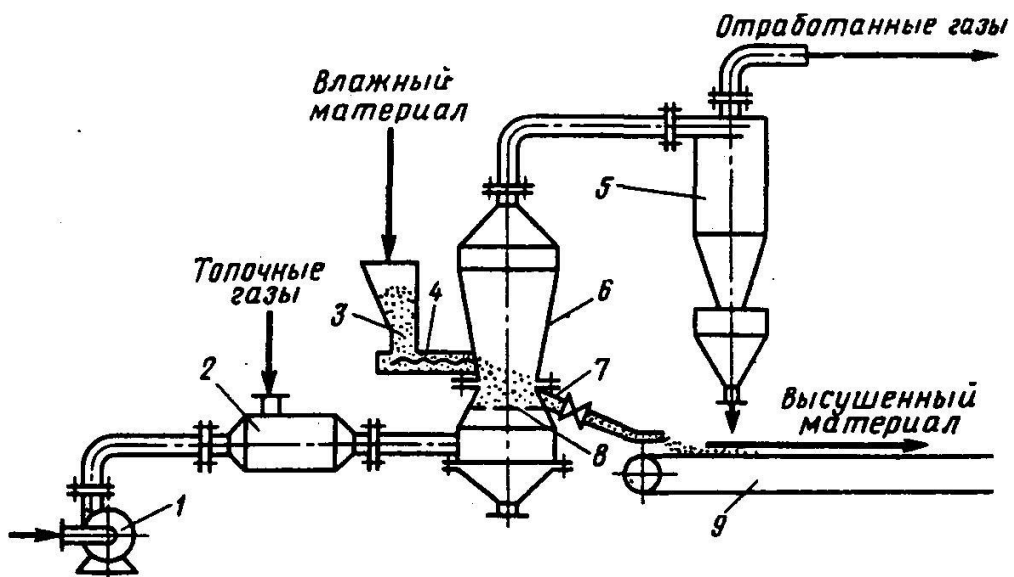 Отработанные газы
Влажный
материал
5
Топочные
газы
3
4
6
2
7
Высушенный
материал
8
1
9